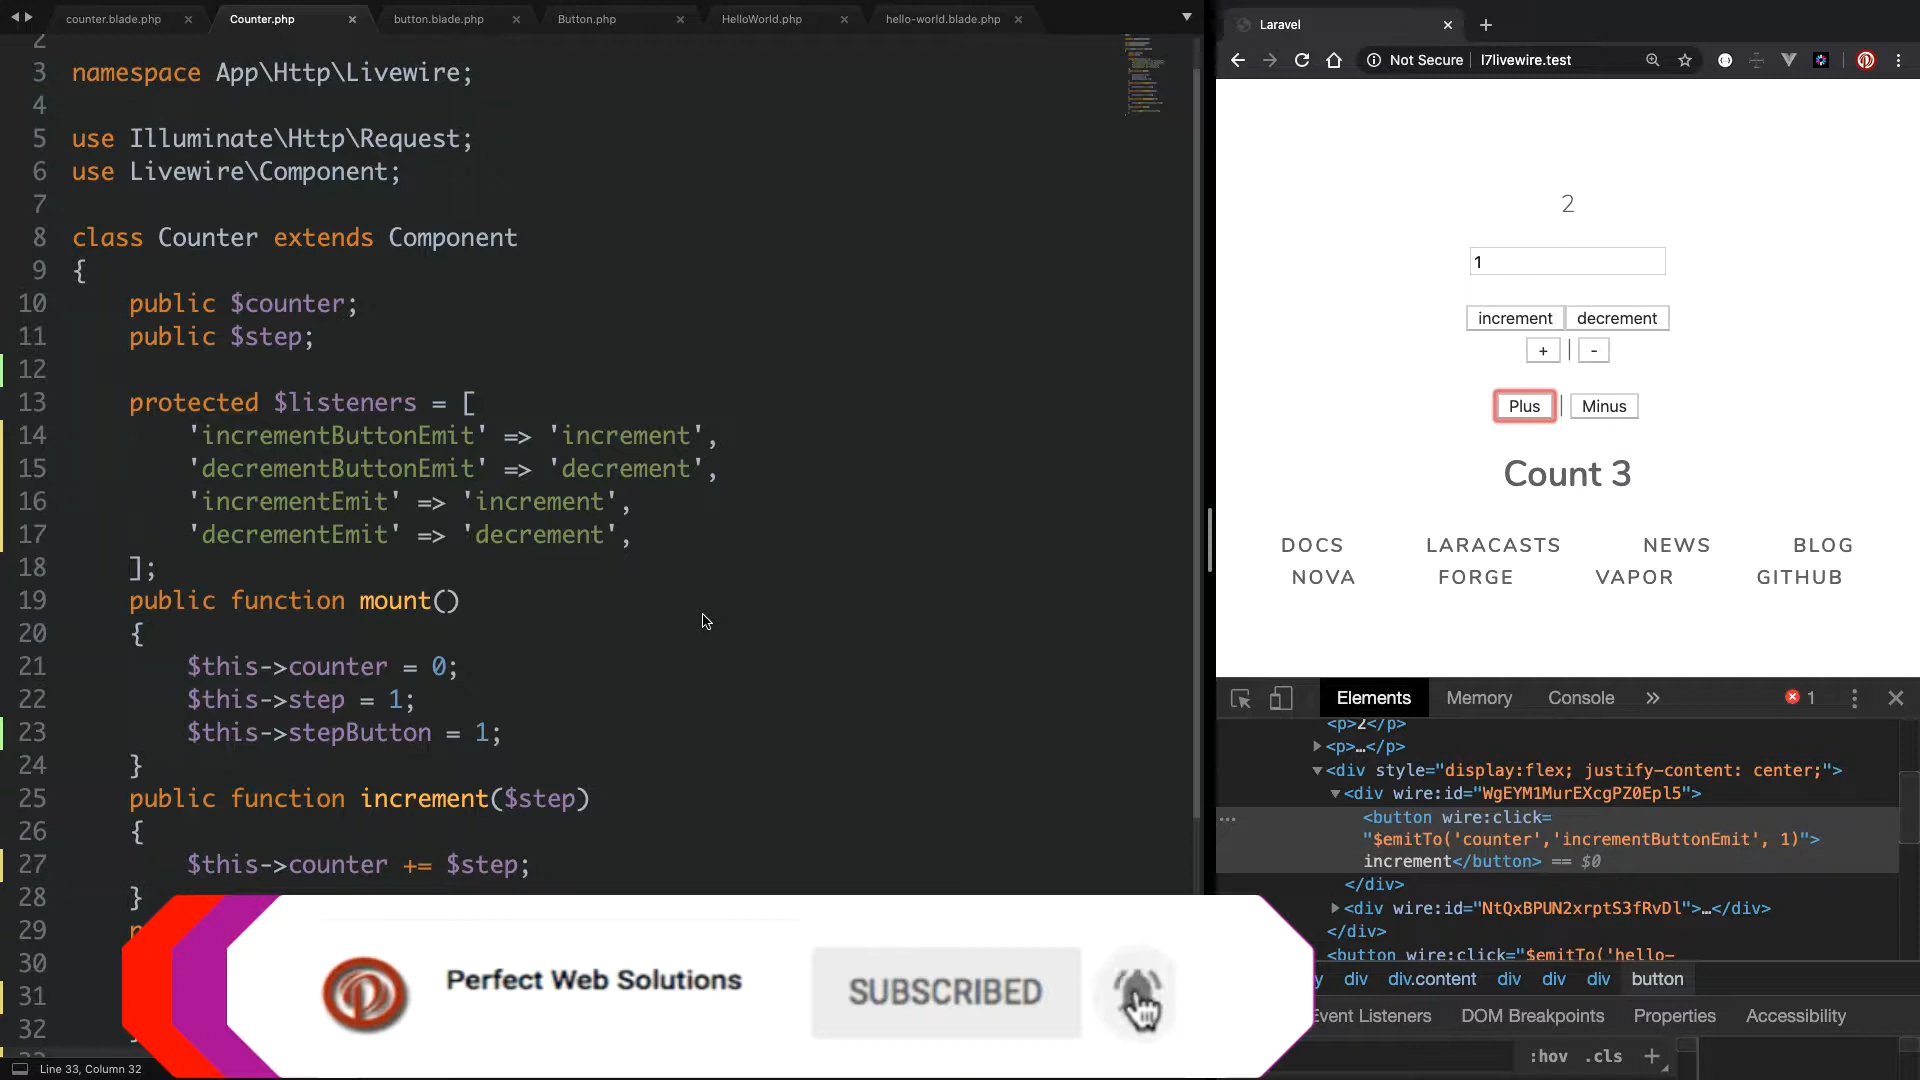 counter.blade.php × Counter.php × button.blade.php × Button.php × HelloWorld.php × hello-world.blade.php ×
2
3 namespace App\Http\Livewire;
4
5 use Illuminate\Http\Request;
6 use Livewire\Component;
7
8 class Counter extends Component
9 {
10 public $counter;
11 public $step;
12
13 protected $listeners = [
14 'incrementButtonEmit' => 'increment',
15 'decrementButtonEmit' => 'decrement',
16 'incrementEmit' => 'increment',
17 'decrementEmit' => 'decrement',
18 ];
19 public function mount()
20 {
21 $this->counter = 0;
22 $this->step = 1;
23 $this->stepButton = 1;
24 }
25 public function increment($step)
26 {
27 $this->counter += $step;
28 }
29
30
31
32
Line 33, Column 32
Perfect Web Solutions
SUBSCRIBED
Laravel × +
Not Secure | l7livewire.test
2
1
increment decrement
+ | -
Plus | Minus
Count 3
DOCS LARACASTS NEWS BLOG
NOVA FORGE VAPOR GITHUB
Elements Memory Console » 1
<p>2</p>
<p>…</p>
<div style="display:flex; justify-content: center;">
<div wire:id="WgEYM1MurEXcgPZ0Epl5">
<button wire:click=
"$emitTo('counter','incrementButtonEmit', 1)">
increment</button> == $0
</div>
<div wire:id="NtQxBPUN2xrptS3fRvDl">…</div>
</div>
<button wire:click="$emitTo('hello-
div div.content div div div button
Event Listeners DOM Breakpoints Properties Accessibility
:hov .cls +